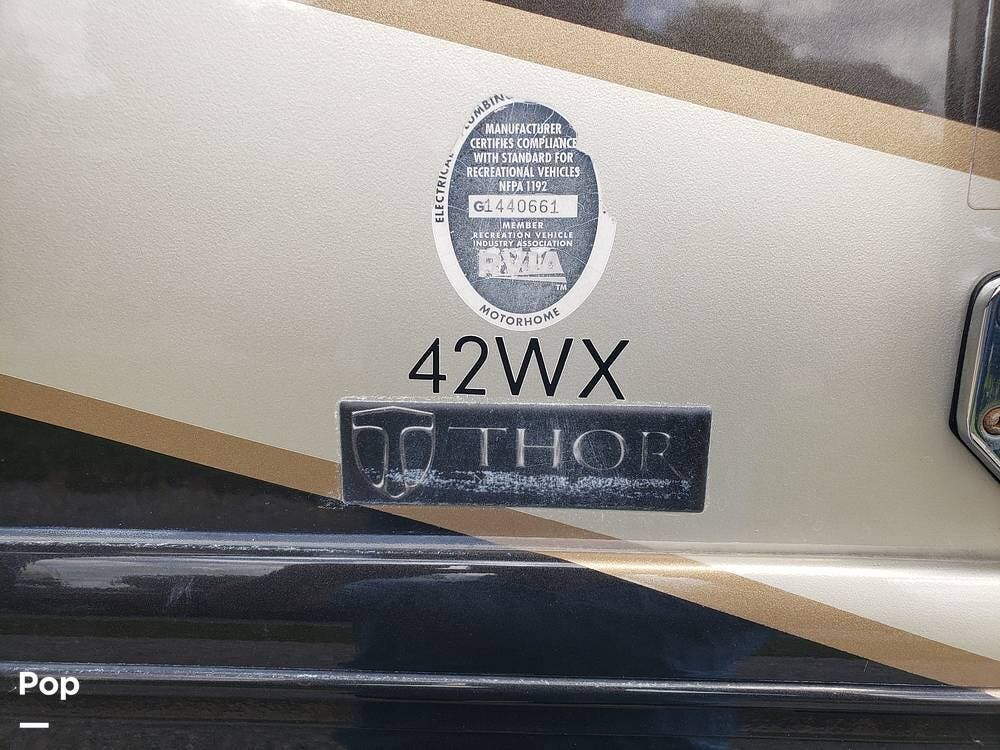 ELECTRICAL
MANUFACTURER
CERTIFIES COMPLIANCE
WITH STANDARD FOR
RECREATIONAL VEHICLES
NFPA 1192
G1440661
MEMBER
RECREATION VEHICLE
INDUSTRY ASSOCIATION
RVIA
TM
MOTORHOME
42WX
THOR
Pop